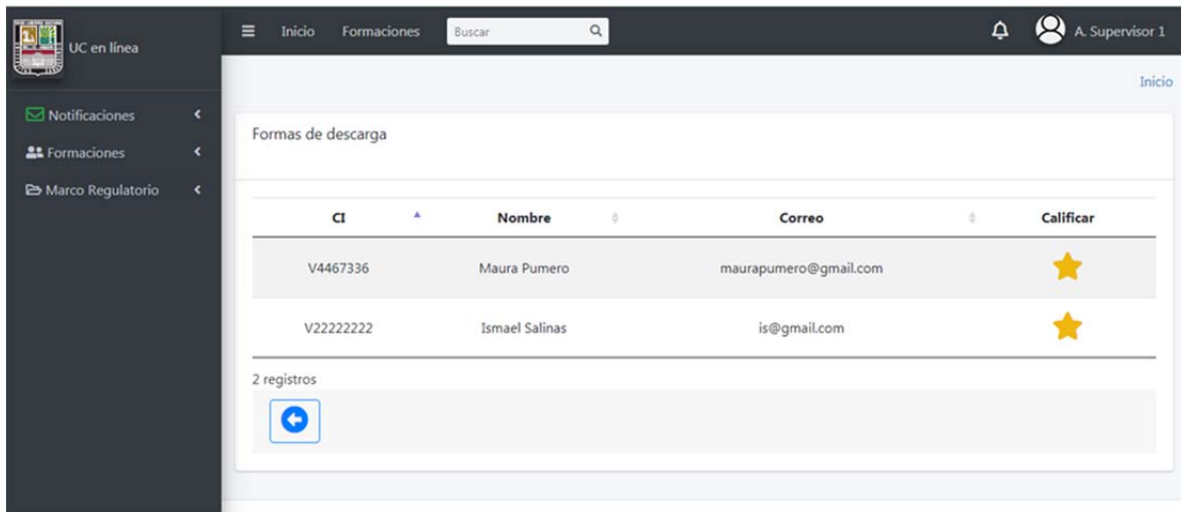 UC en línea
Inicio Formaciones Buscar A. Supervisor 1
Inicio
Notificaciones
Formaciones
Marco Regulatorio
Formas de descarga
CI Nombre Correo Calificar
V4467336 Maura Pumero maurapumero@gmail.com
V22222222 Ismael Salinas is@gmail.com
2 registros